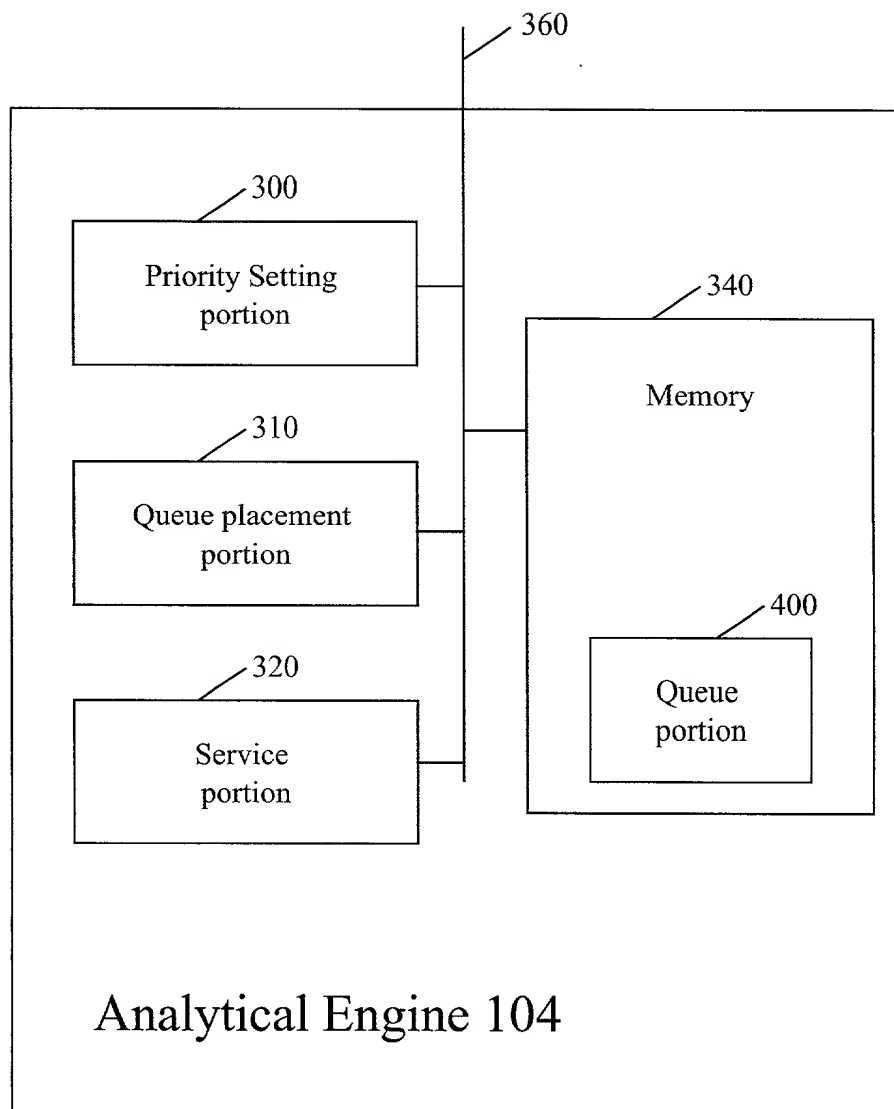 360
300
Priority Setting
portion
340
Memory
310
Queue placement
portion
400
Queue
portion
320
Service
portion
Analytical Engine 104